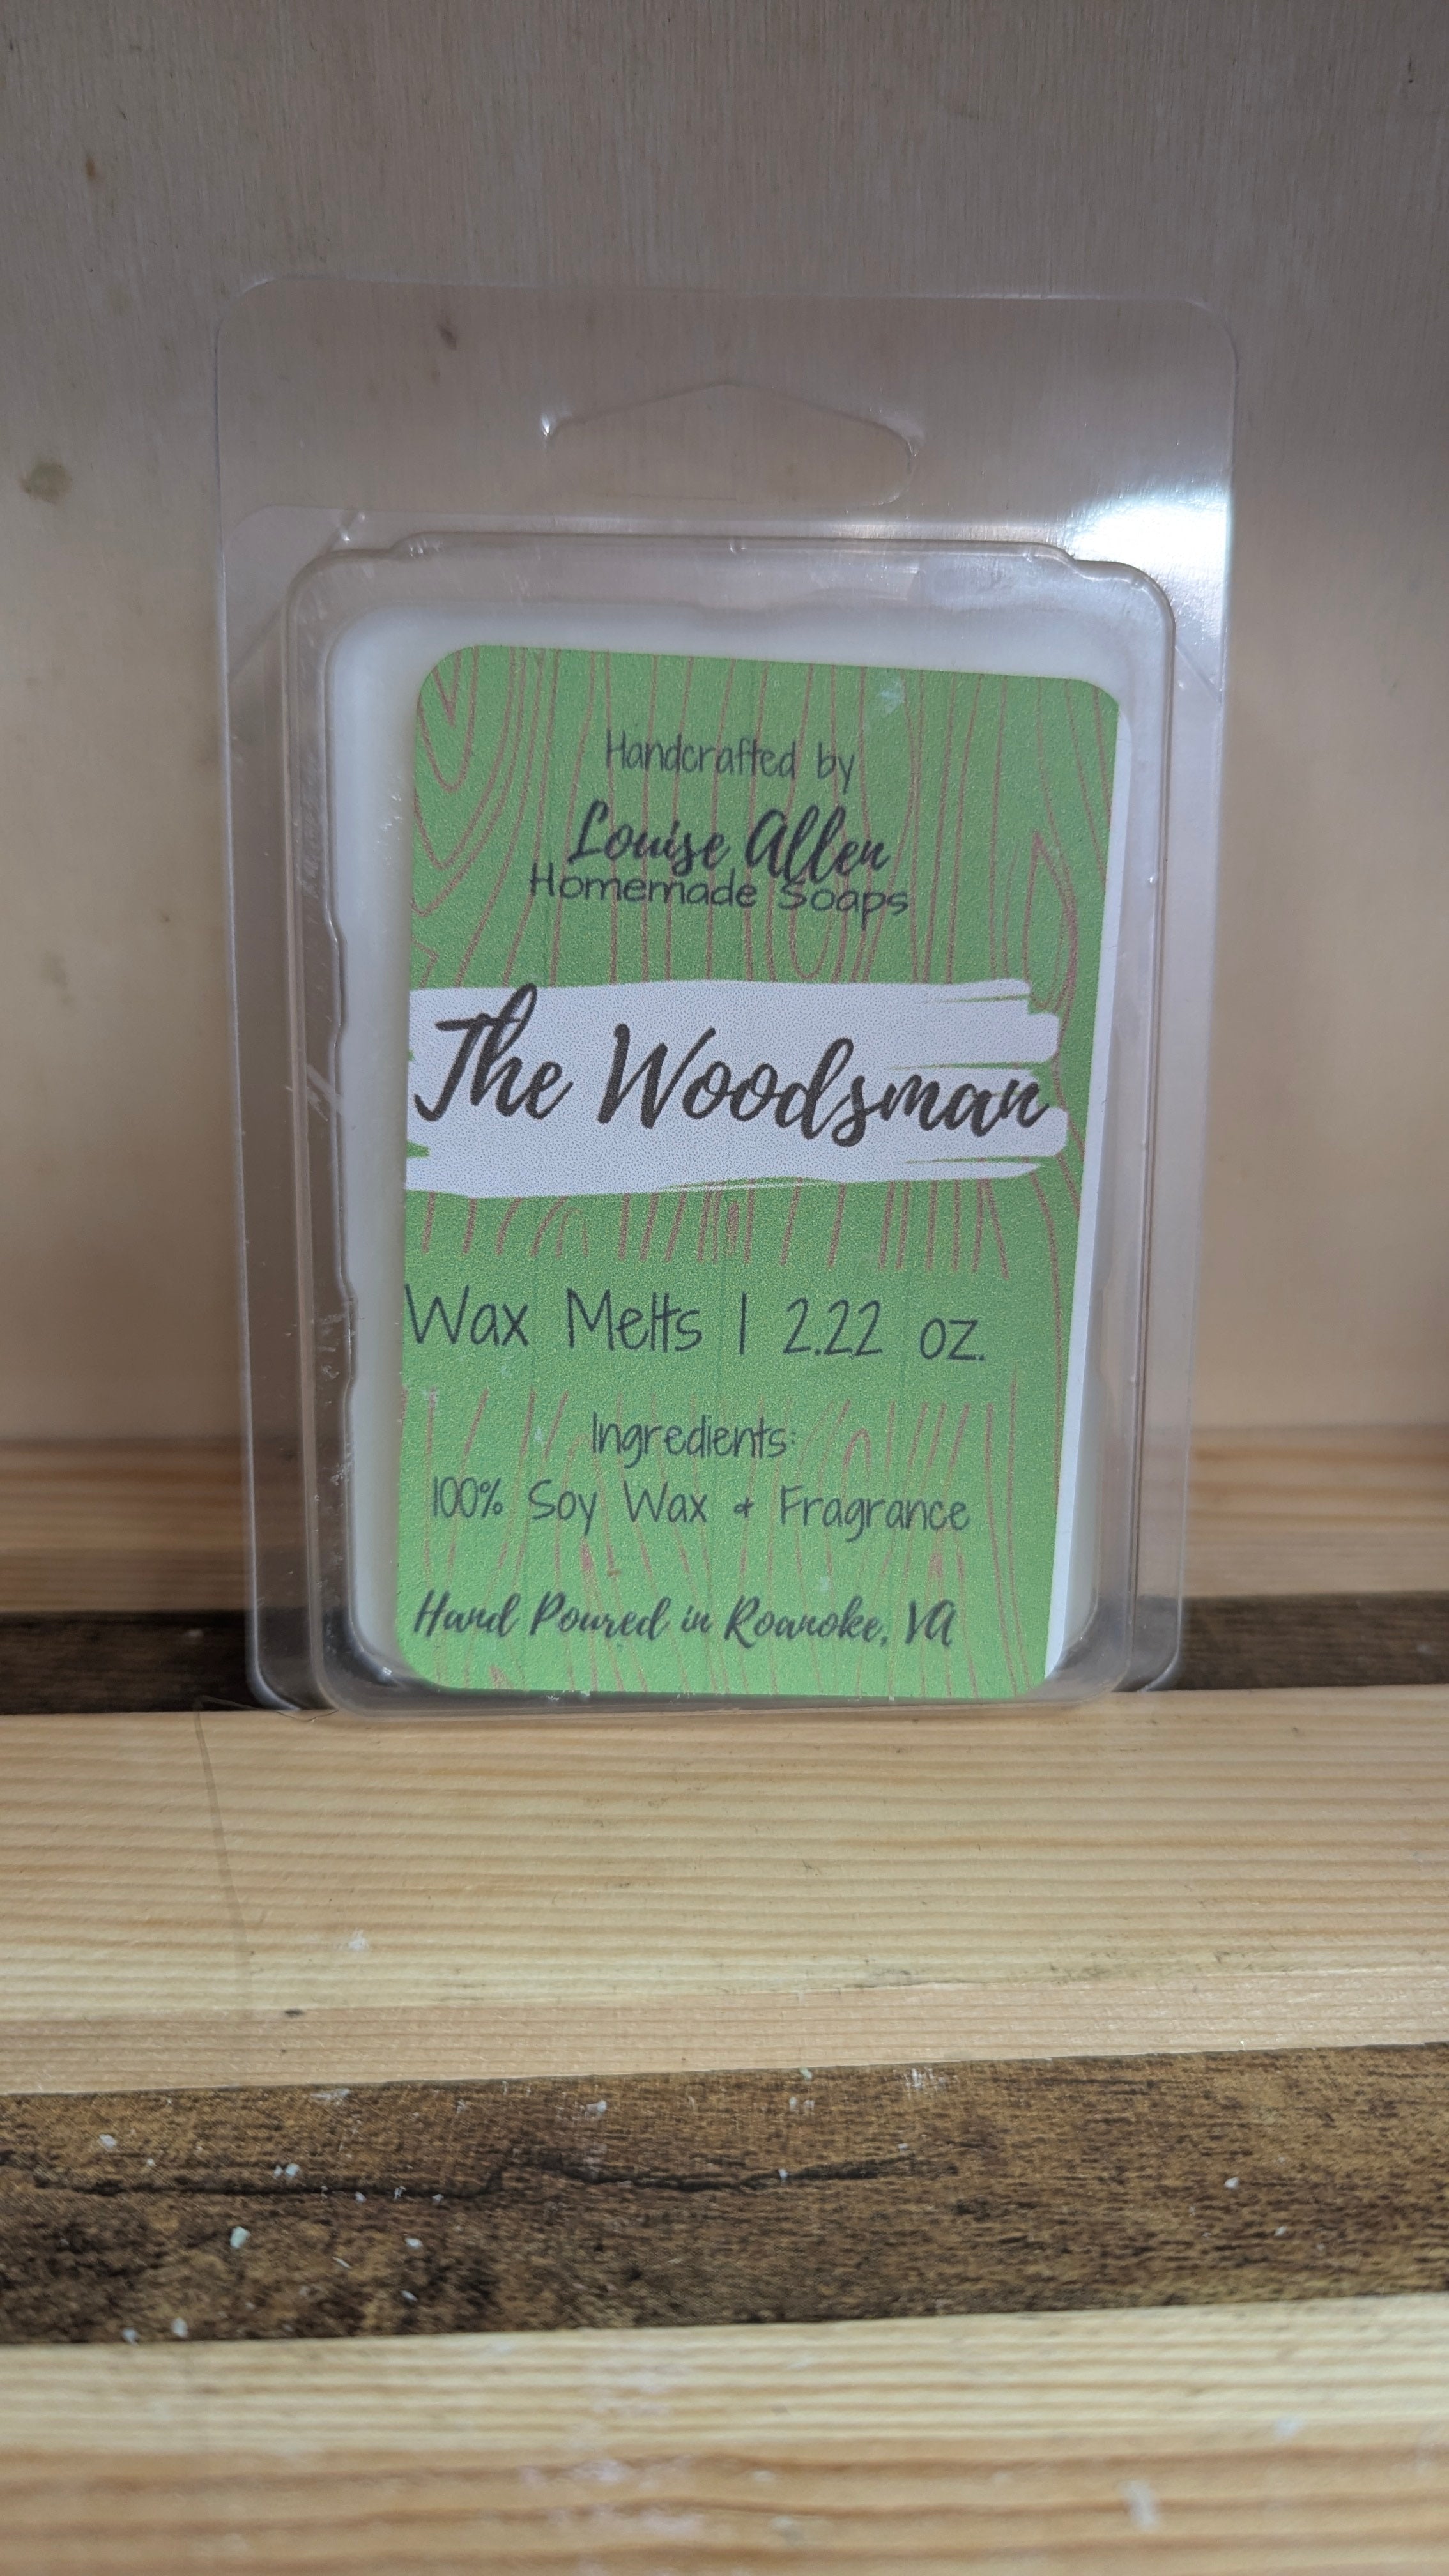 Handcrafted by
Louise Allen
Homemade Soaps
The Woodsman
Wax Melts | 2.22 oz.
Ingredients:
100% Soy Wax + Fragrance
Hand Poured in Roanoke, VA